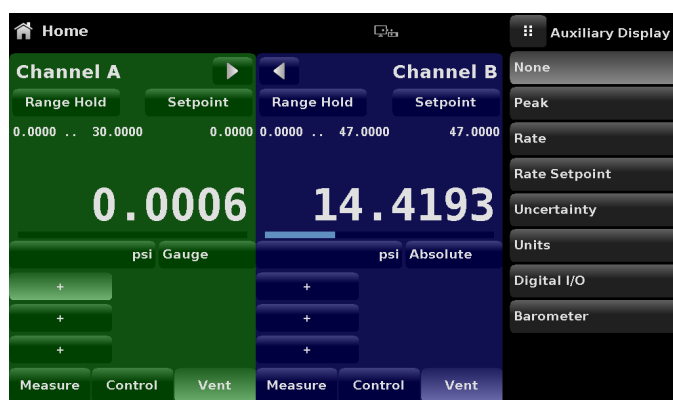 Home
Auxiliary Display
Channel A
Channel B
None
Range Hold Setpoint Range Hold Setpoint
Peak
0.0000 .. 30.0000 0.0000 0.0000 .. 47.0000 47.0000
Rate
Rate Setpoint
0.0006 14.4193
Uncertainty
psi Gauge psi Absolute
Units
+ +
Digital I/O
+ +
Barometer
+ +
Measure Control Vent Measure Control Vent